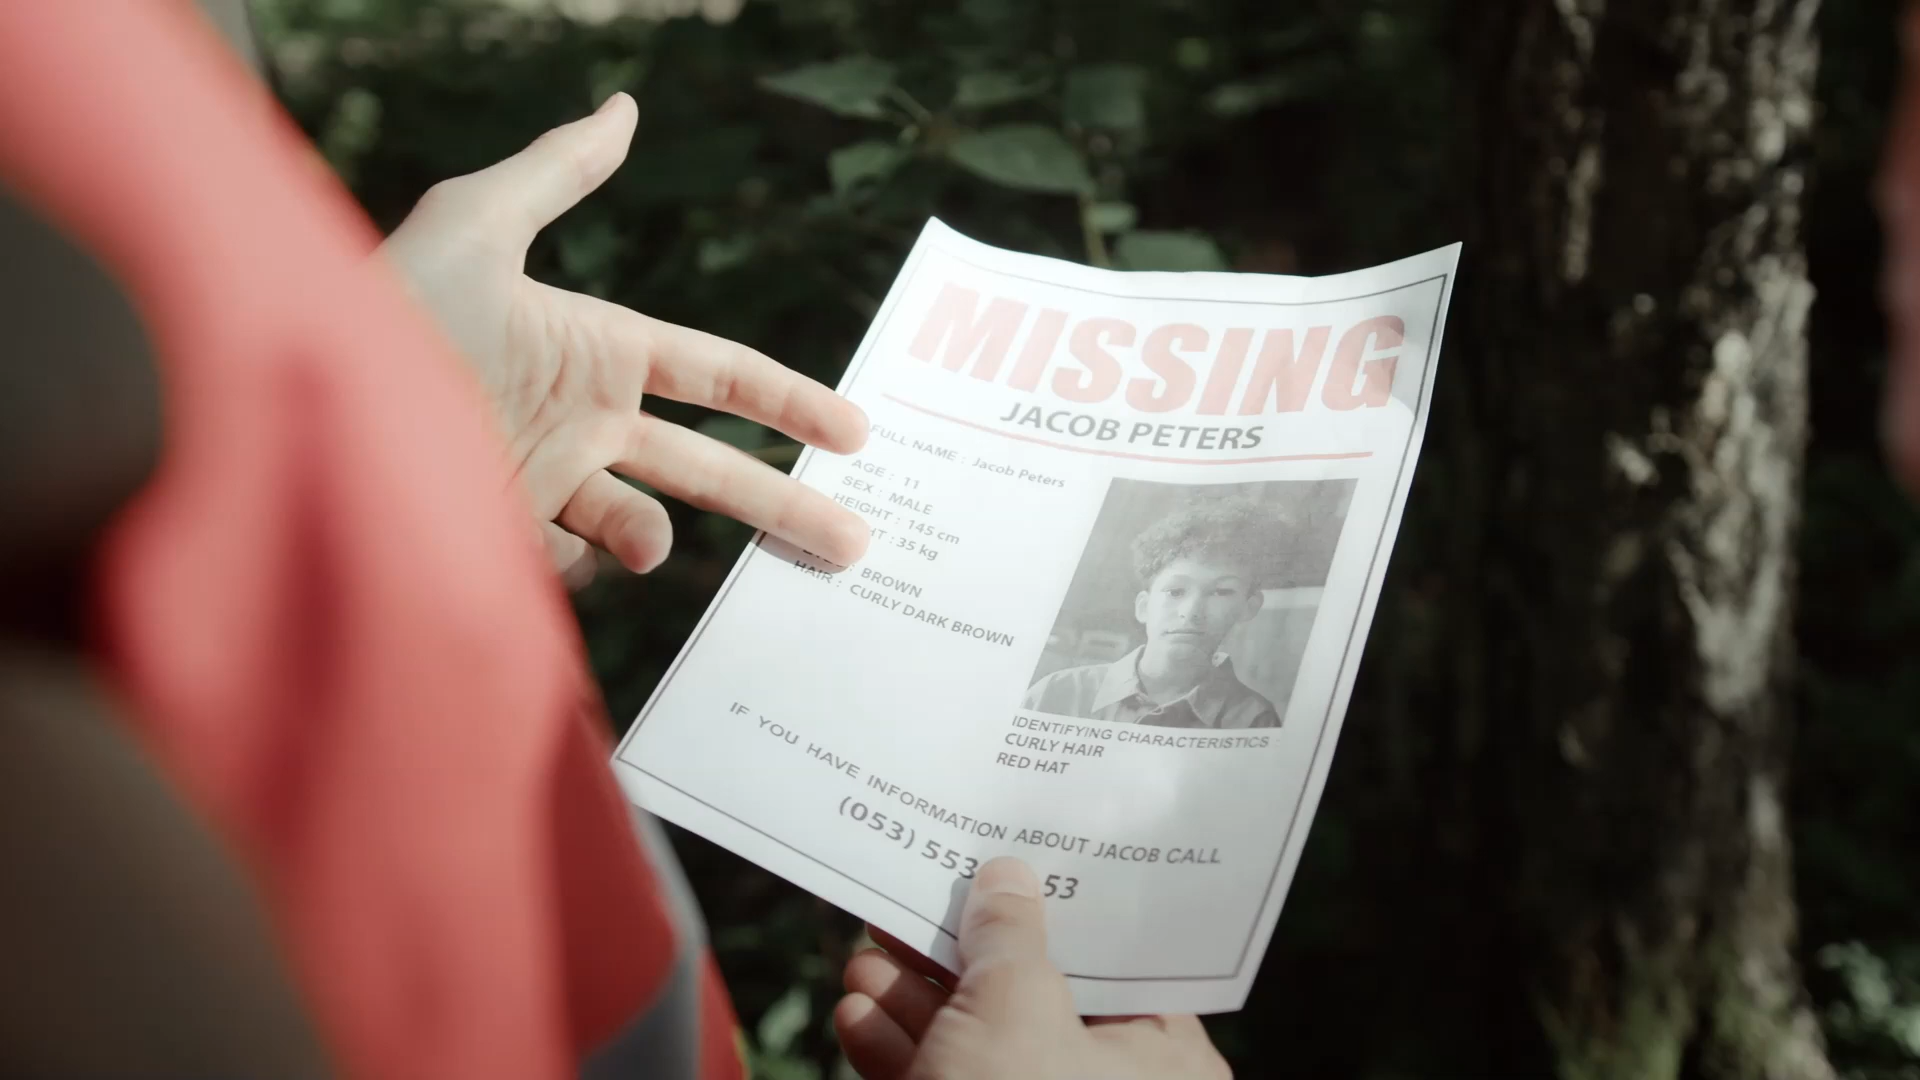 MISSING
JACOB PETERS
FULL NAME : Jacob Peters
AGE : 11
SEX : MALE
HEIGHT : 145 cm
: 35 kg
: BROWN
HAIR : CURLY DARK BROWN
IDENTIFYING CHARACTERISTICS :
CURLY HAIR
RED HAT
IF YOU HAVE INFORMATION ABOUT JACOB CALL
(053) 553 53